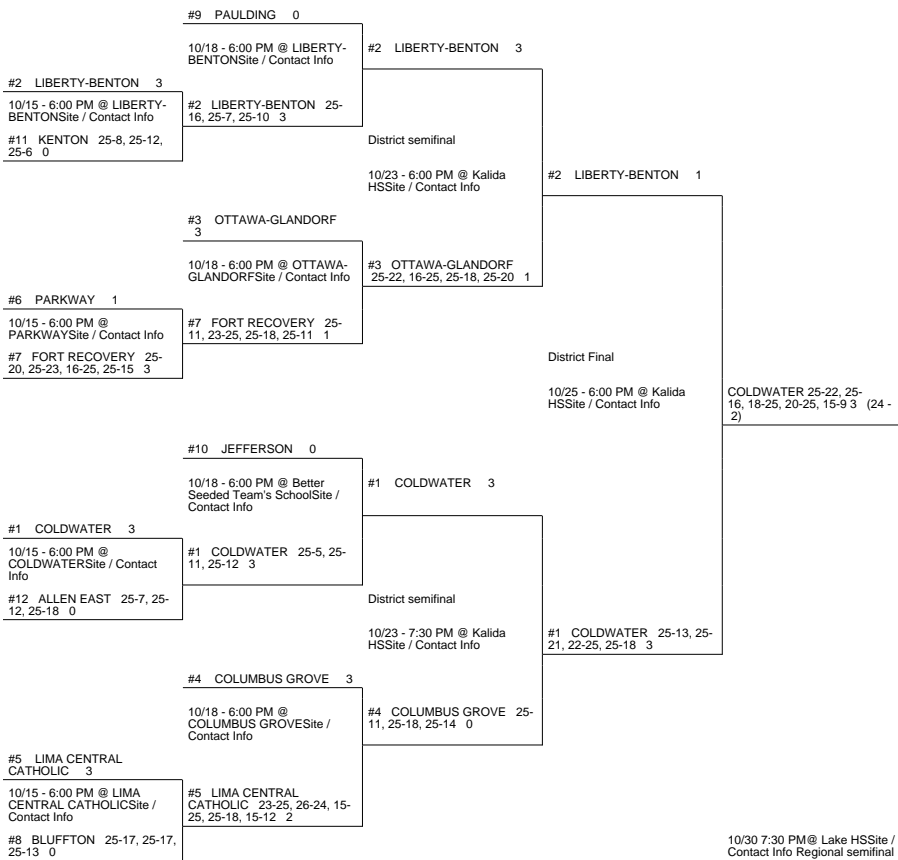 #9 PAULDING 0
10/18 - 6:00 PM @ LIBERTY-
BENTONSite / Contact Info
#2 LIBERTY-BENTON 3
#2 LIBERTY-BENTON 3
10/15 - 6:00 PM @ LIBERTY-
BENTONSite / Contact Info
#2 LIBERTY-BENTON 25-
16, 25-7, 25-10 3
#11 KENTON 25-8, 25-12,
25-6 0
District semifinal
10/23 - 6:00 PM @ Kalida
HSSite / Contact Info
#2 LIBERTY-BENTON 1
#3 OTTAWA-GLANDORF
3
10/18 - 6:00 PM @ OTTAWA-
GLANDORFSite / Contact Info
#3 OTTAWA-GLANDORF
25-22, 16-25, 25-18, 25-20 1
#6 PARKWAY 1
10/15 - 6:00 PM @
PARKWAYSite / Contact Info
#7 FORT RECOVERY 25-
11, 23-25, 25-18, 25-11 1
#7 FORT RECOVERY 25-
20, 25-23, 16-25, 25-15 3
District Final
10/25 - 6:00 PM @ Kalida
HSSite / Contact Info
COLDWATER 25-22, 25-
16, 18-25, 20-25, 15-9 3 (24 -
2)
#10 JEFFERSON 0
10/18 - 6:00 PM @ Better
Seeded Team's SchoolSite /
Contact Info
#1 COLDWATER 3
#1 COLDWATER 3
10/15 - 6:00 PM @
COLDWATERSite / Contact
Info
#1 COLDWATER 25-5, 25-
11, 25-12 3
#12 ALLEN EAST 25-7, 25-
12, 25-18 0
District semifinal
10/23 - 7:30 PM @ Kalida
HSSite / Contact Info
#1 COLDWATER 25-13, 25-
21, 22-25, 25-18 3
#4 COLUMBUS GROVE 3
10/18 - 6:00 PM @
COLUMBUS GROVESite /
Contact Info
#4 COLUMBUS GROVE 25-
11, 25-18, 25-14 0
#5 LIMA CENTRAL
CATHOLIC 3
10/15 - 6:00 PM @ LIMA
CENTRAL CATHOLICSite /
Contact Info
#5 LIMA CENTRAL
CATHOLIC 23-25, 26-24, 15-
25, 25-18, 15-12 2
#8 BLUFFTON 25-17, 25-17,
25-13 0
10/30 7:30 PM@ Lake HSSite /
Contact Info Regional semifinal